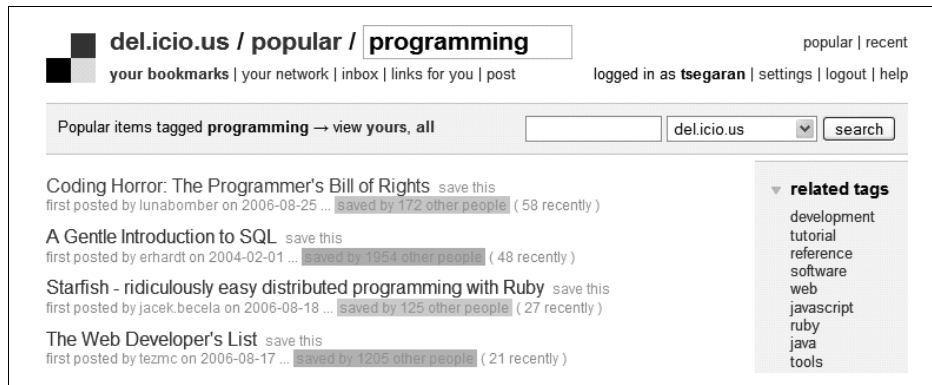 del.icio.us / popular / programming
popular | recent
your bookmarks | your network | inbox | links for you | post
logged in as tsegaran | settings | logout | help
Popular items tagged programming → view yours, all
del.icio.us
search
Coding Horror: The Programmer's Bill of Rights save this
first posted by lunabomber on 2006-08-25 ... saved by 172 other people ( 58 recently )
A Gentle Introduction to SQL save this
first posted by erhardt on 2004-02-01 ... saved by 1954 other people ( 48 recently )
Starfish - ridiculously easy distributed programming with Ruby save this
first posted by jacek.becela on 2006-08-18 ... saved by 125 other people ( 27 recently )
The Web Developer's List save this
first posted by tezmc on 2006-08-17 ... saved by 1205 other people ( 21 recently )
related tags
development
tutorial
reference
software
web
javascript
ruby
java
tools